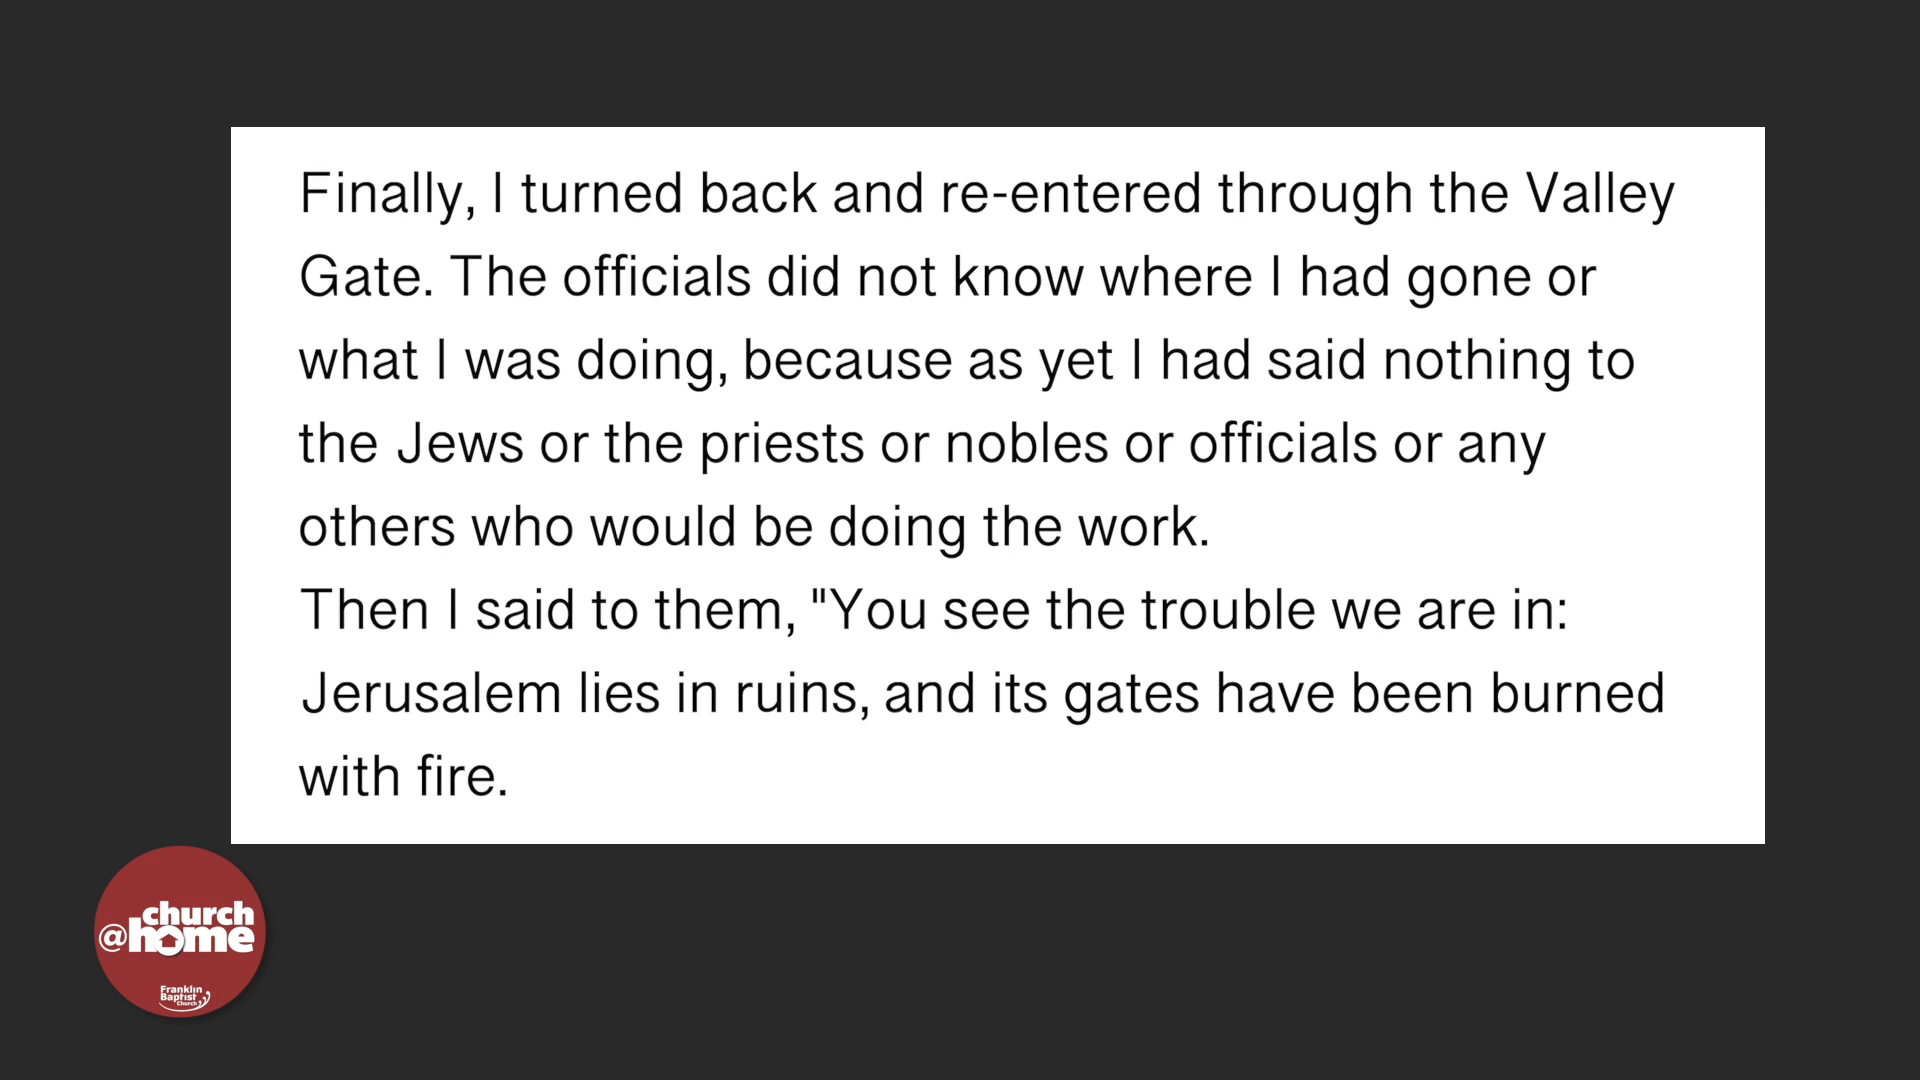 Finally, I turned back and re-entered through the Valley
Gate. The officials did not know where I had gone or
what I was doing, because as yet I had said nothing to
the Jews or the priests or nobles or officials or any
others who would be doing the work.
Then I said to them, "You see the trouble we are in:
Jerusalem lies in ruins, and its gates have been burned
with fire.
church
@home
Franklin
Baptist
Church